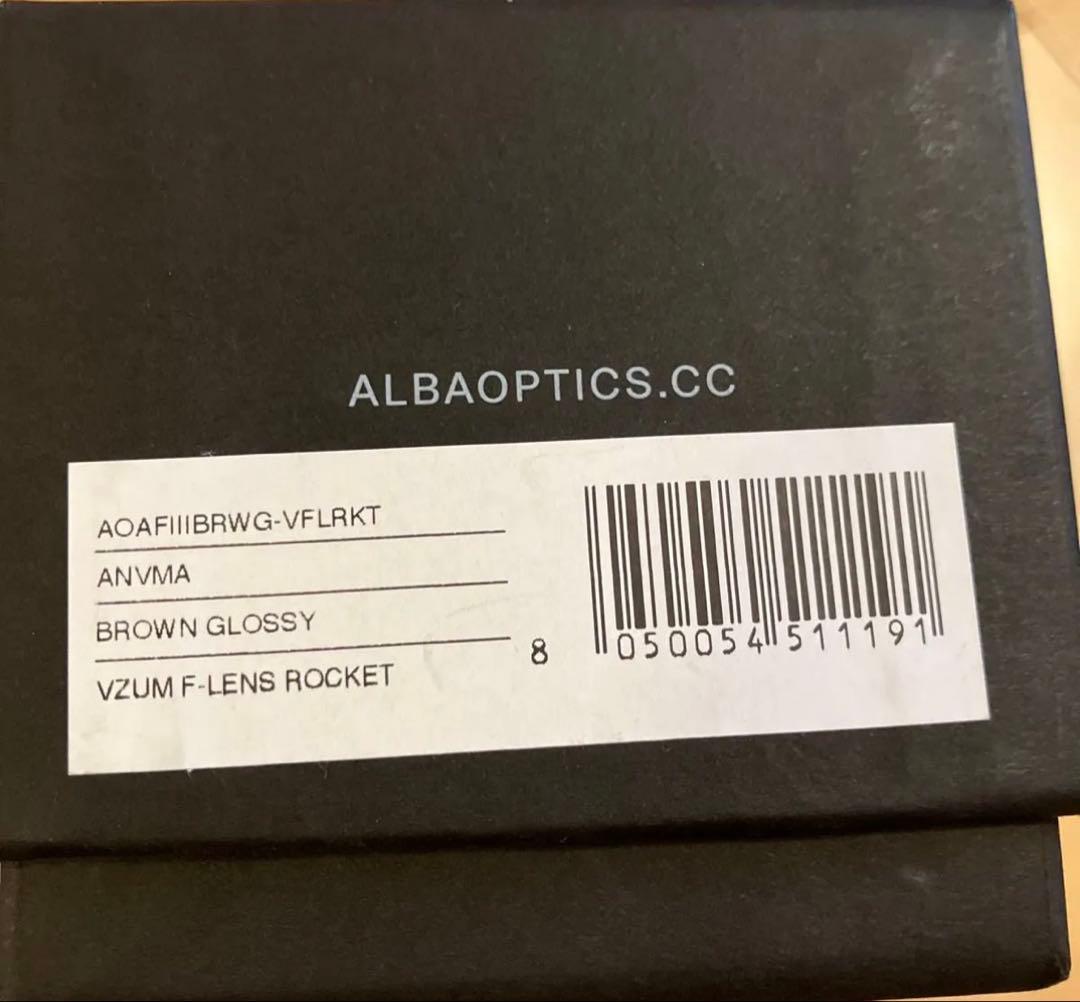 ALBAOPTICS.CC
AOAFIIIBRWG-VFLRKT
ANVMA
BROWN GLOSSY
VZUM F-LENS ROCKET
8 050054 511191